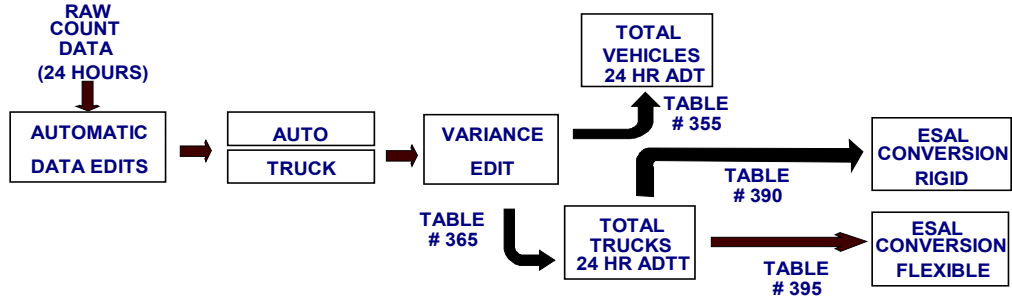 RAW
COUNT
DATA
(24 HOURS)
AUTOMATIC
DATA EDITS
AUTO
TRUCK
VARIANCE
EDIT
TOTAL
VEHICLES
24 HR ADT
TABLE
# 355
TABLE
# 365
TOTAL
TRUCKS
24 HR ADTT
TABLE
# 390
ESAL
CONVERSION
RIGID
TABLE
# 395
ESAL
CONVERSION
FLEXIBLE